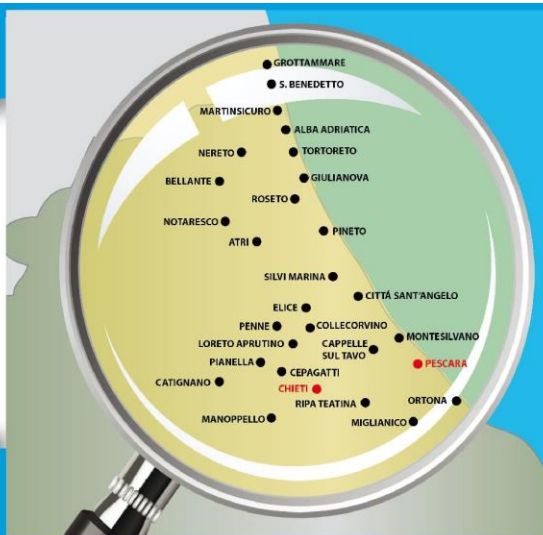 GROTTAMMARE
S. BENEDETTO
MARTINSICURO
ALBA ADRIATICA
NERETO
TORTORETO
BELLANTE
GIULIANOVA
ROSETO
NOTARESCO
PINETO
ATRI
SILVI MARINA
CITTÁ SANT'ANGELO
ELICE
PENNE
COLLECORVINO
MONTESILVANO
LORETO APRUTINO
CAPPELLE
SUL TAVO
PIANELLA
PESCARA
CEPAGATTI
CATIGNANO
CHIETI
RIPA TEATINA
ORTONA
MANOPPELLO
MIGLIANICO